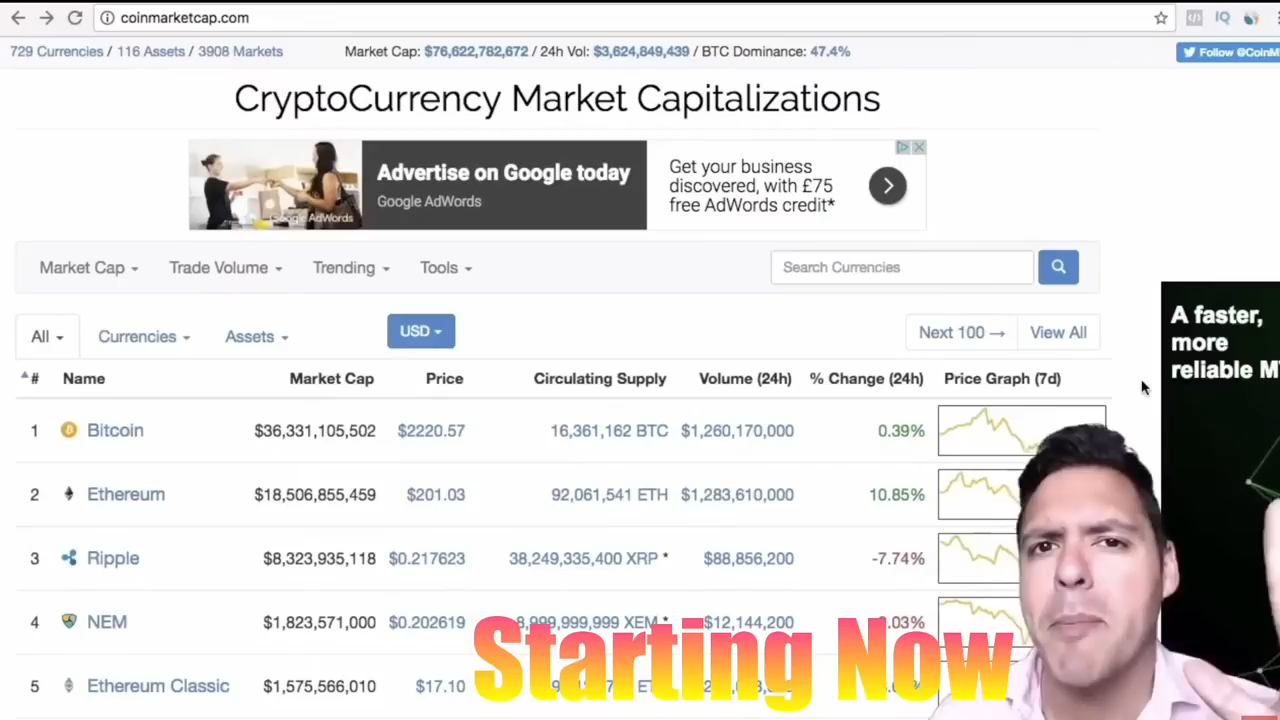 coinmarketcap.com
729 Currencies / 116 Assets / 3908 Markets Market Cap: $76,622,782,672 / 24h Vol: $3,624,849,439 / BTC Dominance: 47.4% Follow @CoinM
CryptoCurrency Market Capitalizations
Advertise on Google today
Google AdWords
Google AdWords
Get your business
discovered, with £75
free AdWords credit*
Market Cap Trade Volume Trending Tools Search Currencies
All Currencies Assets USD Next 100 → View All
A faster,
more
reliable M
# Name Market Cap Price Circulating Supply Volume (24h) % Change (24h) Price Graph (7d)
1 Bitcoin $36,331,105,502 $2220.57 16,361,162 BTC $1,260,170,000 0.39%
2 Ethereum $18,506,855,459 $201.03 92,061,541 ETH $1,283,610,000 10.85%
3 Ripple $8,323,935,118 $0.217623 38,249,335,400 XRP * $88,856,200 -7.74%
4 NEM $1,823,571,000 $0.202619 8,999,999,999 XEM * $12,144,200
5 Ethereum Classic $1,575,566,010 $17.10
Starting Now